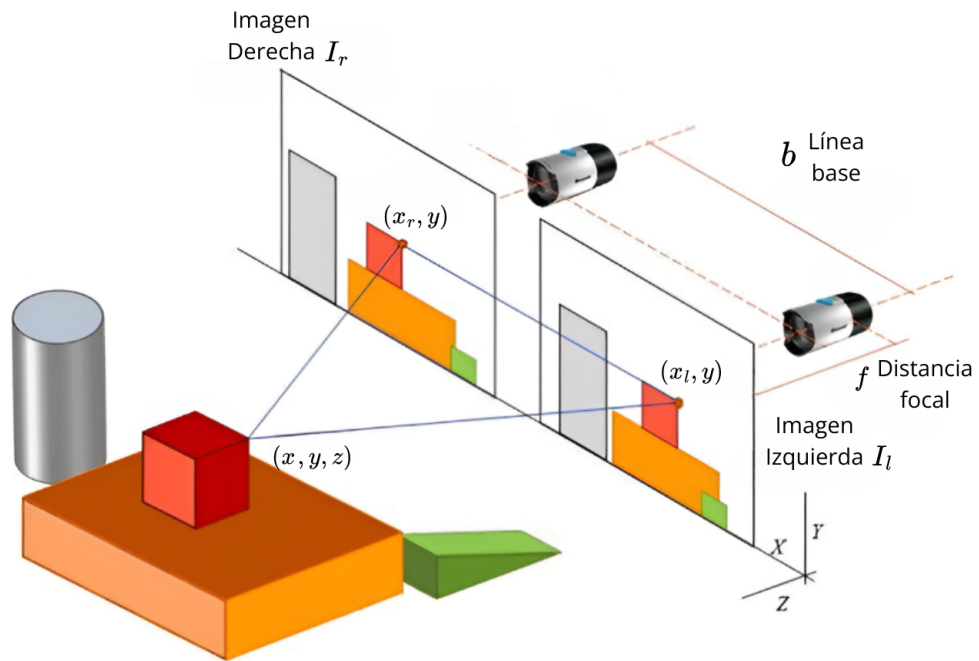 Imagen
Derecha I_r
b Línea
base
(x_r, y)
(x_l, y)
f Distancia
focal
(x, y, z)
Imagen
Izquierda I_l
X
Y
Z